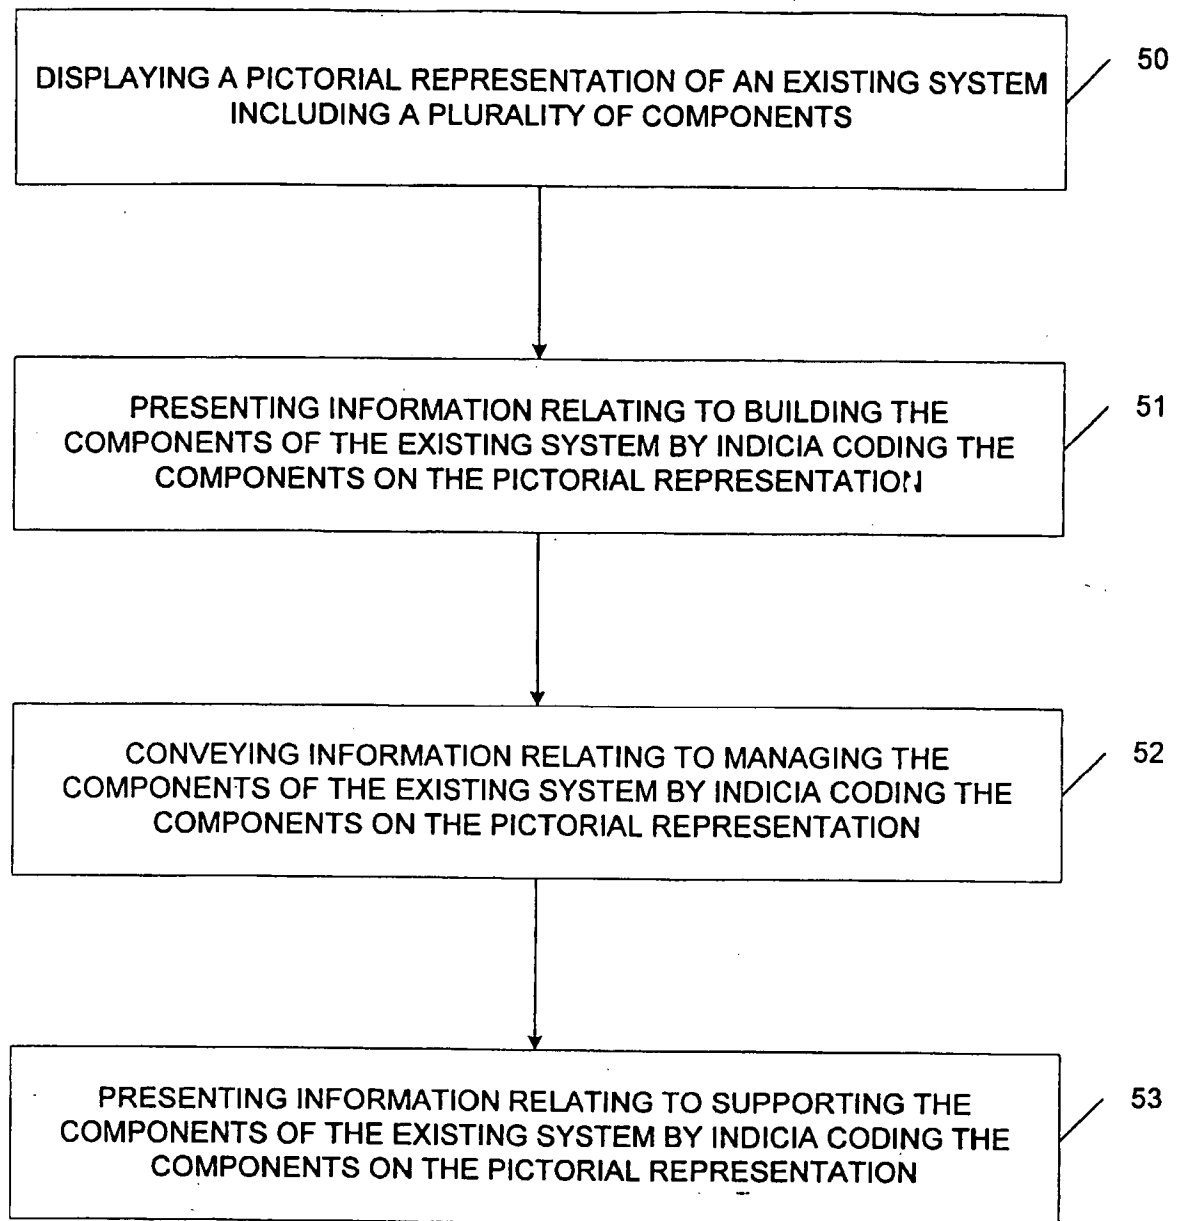 DISPLAYING A PICTORIAL REPRESENTATION OF AN EXISTING SYSTEM
INCLUDING A PLURALITY OF COMPONENTS
50
PRESENTING INFORMATION RELATING TO BUILDING THE
COMPONENTS OF THE EXISTING SYSTEM BY INDICIA CODING THE
COMPONENTS ON THE PICTORIAL REPRESENTATION
51
CONVEYING INFORMATION RELATING TO MANAGING THE
COMPONENTS OF THE EXISTING SYSTEM BY INDICIA CODING THE
COMPONENTS ON THE PICTORIAL REPRESENTATION
52
PRESENTING INFORMATION RELATING TO SUPPORTING THE
COMPONENTS OF THE EXISTING SYSTEM BY INDICIA CODING THE
COMPONENTS ON THE PICTORIAL REPRESENTATION
53